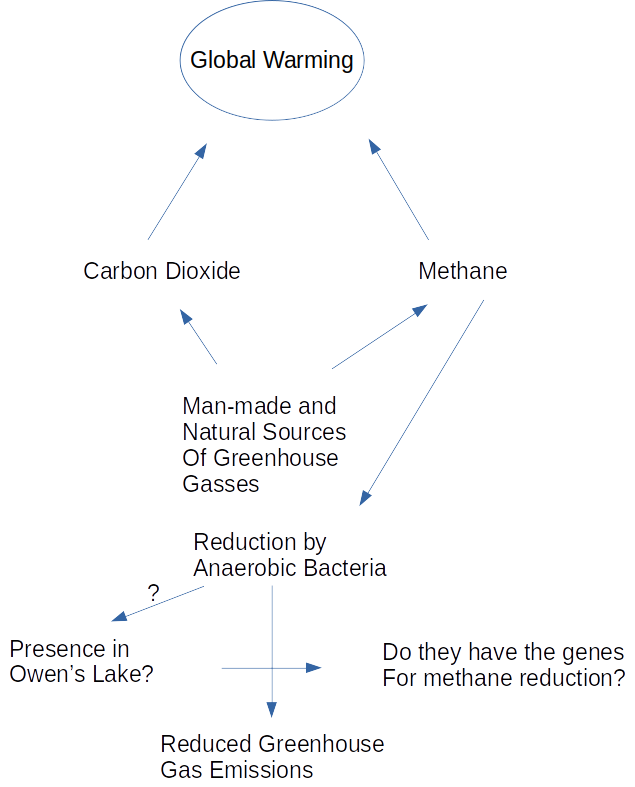 Global Warming
Carbon Dioxide
Methane
Man-made and
Natural Sources
Of Greenhouse
Gasses
Reduction by
Anaerobic Bacteria
?
Presence in
Owen's Lake?
Do they have the genes
For methane reduction?
Reduced Greenhouse
Gas Emissions